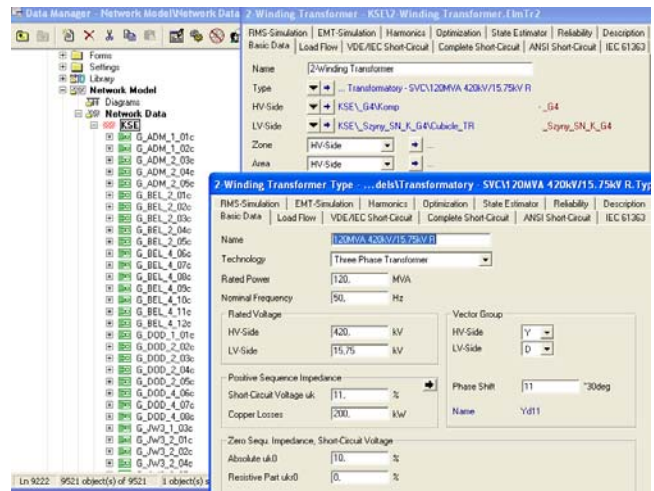 Data Manager - Network Model\Network Data
Forms
Settings
Library
Network Model
Diagrams
Network Data
KSE
G_ADM_1_01c
G_ADM_1_02c
G_ADM_2_03c
G_ADM_2_04c
G_ADM_2_05c
G_BEL_2_01c
G_BEL_2_02c
G_BEL_2_03c
G_BEL_2_04c
G_BEL_2_05c
G_BEL_4_06c
G_BEL_4_07c
G_BEL_4_08c
G_BEL_4_09c
G_BEL_4_10c
G_BEL_4_11c
G_BEL_4_12c
G_DOD_1_01c
G_DOD_2_02c
G_DOD_2_03c
G_DOD_2_04c
G_DOD_2_05c
G_DOD_4_06c
G_DOD_4_07c
G_DOD_4_08c
G_JW3_1_03c
G_JW3_2_01c
G_JW3_2_02c
G_JW3_2_04c
Ln 9222 9521 object(s) of 9521 1 object(s) s
2-Winding Transformer - KSE\2-Winding Transformer.ElmTr2
RMS-Simulation EMT-Simulation Harmonics Optimization State Estimator Reliability Description
Basic Data Load Flow VDE/IEC Short-Circuit Complete Short-Circuit ANSI Short-Circuit IEC 61363
Name 2-Winding Transformer
Type ... Transformatory - SVC\120MVA 420kV/15.75kV R
HV-Side KSE\_G4\Komp -_G4
LV-Side KSE\_Szyny_SN_K_G4\Cubicle_TR _Szyny_SN_K_G4
Zone HV-Side ...
Area HV-Side ...
2-Winding Transformer Type - ...dels\Transformatory - SVC\120MVA 420kV/15.75kV R.Typ
RMS-Simulation EMT-Simulation Harmonics Optimization State Estimator Reliability Description
Basic Data Load Flow VDE/IEC Short-Circuit Complete Short-Circuit ANSI Short-Circuit IEC 61363
Name 120MVA 420kV/15.75kV R
Technology Three Phase Transformer
Rated Power 120. MVA
Nominal Frequency 50. Hz
Rated Voltage
HV-Side 420. kV
LV-Side 15,75 kV
Vector Group
HV-Side Y
LV-Side D
Positive Sequence Impedance
Short-Circuit Voltage uk 11. %
Copper Losses 200. kW
Phase Shift 11 *30deg
Name Yd11
Zero Sequ. Impedance, Short-Circuit Voltage
Absolute uk0 10. %
Resistive Part ukr0 0. %